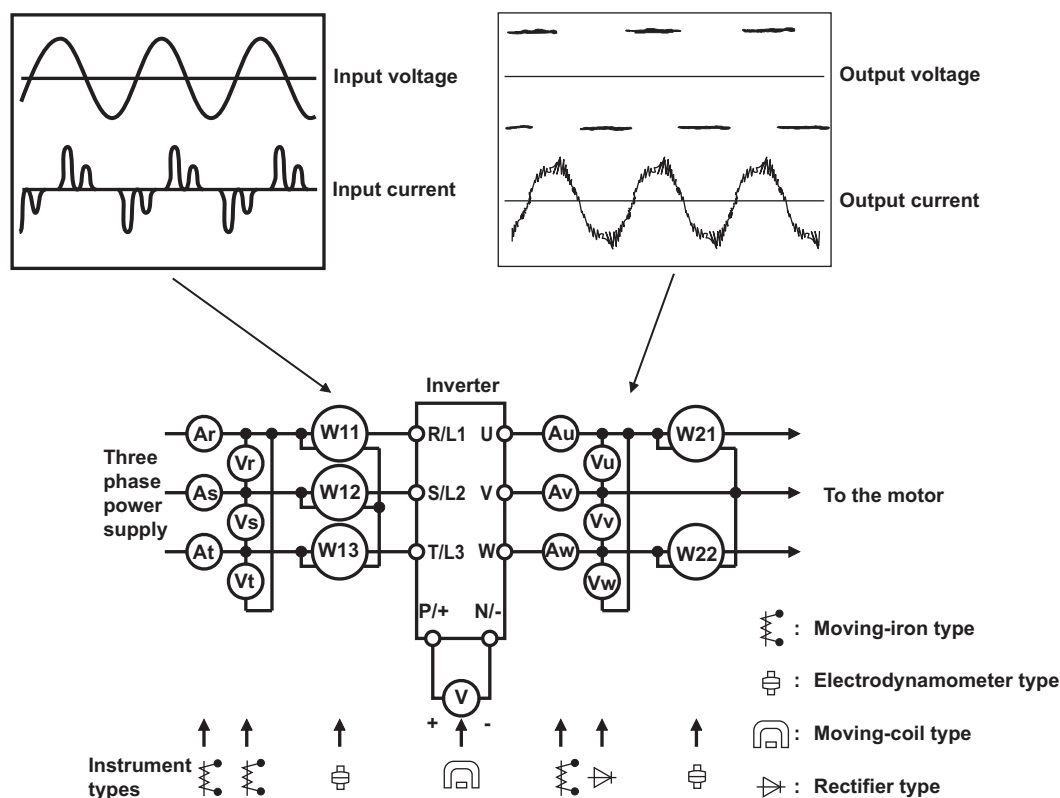 Input voltage
Input current
Output voltage
Output current
Inverter
Three
phase
power
supply
Ar
Vr
As
Vs
At
Vt
W11
W12
W13
R/L1
S/L2
T/L3
U
V
W
P/+
N/-
V
+
-
Au
Vu
Av
Vv
Aw
Vw
W21
W22
To the motor
: Moving-iron type
: Electrodynamometer type
: Moving-coil type
: Rectifier type
Instrument
types